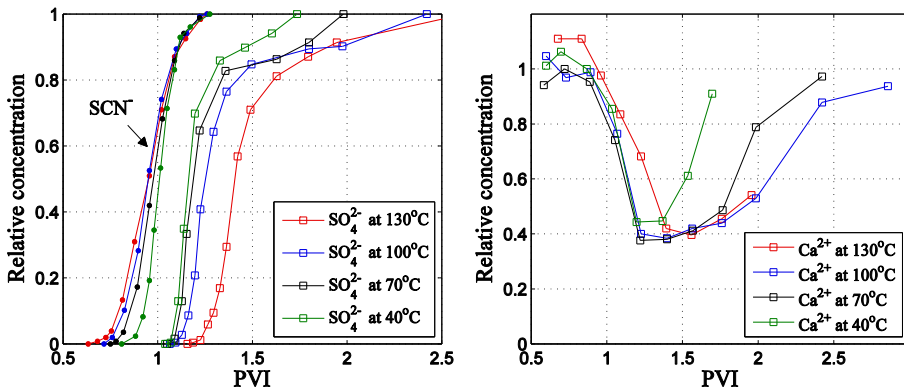 Relative concentration
1
0.8
0.6
0.4
0.2
0
0.5
1
1.5
2
2.5
PVI
SCN⁻
SO₄²⁻ at 130°C
SO₄²⁻ at 100°C
SO₄²⁻ at 70°C
SO₄²⁻ at 40°C
Relative concentration
1.2
1
0.8
0.6
0.4
0.2
0
0.5
1
1.5
2
2.5
PVI
Ca²⁺ at 130°C
Ca²⁺ at 100°C
Ca²⁺ at 70°C
Ca²⁺ at 40°C